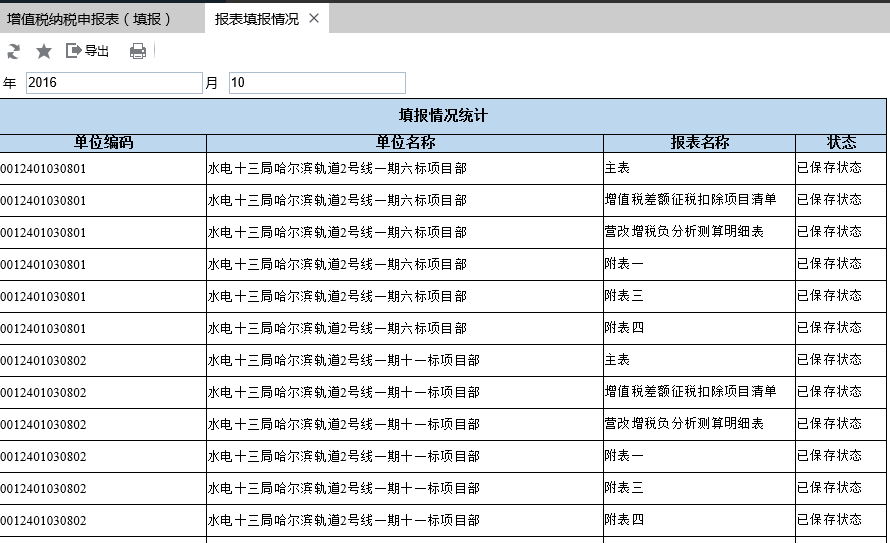 增值税纳税申报表（填报） 报表填报情况
导出
年 2016 月 10
填报情况统计
单位编码 单位名称 报表名称 状态
0012401030801 水电十三局哈尔滨轨道2号线一期六标项目部 主表 已保存状态
0012401030801 水电十三局哈尔滨轨道2号线一期六标项目部 增值税差额征税扣除项目清单 已保存状态
0012401030801 水电十三局哈尔滨轨道2号线一期六标项目部 营改增税负分析测算明细表 已保存状态
0012401030801 水电十三局哈尔滨轨道2号线一期六标项目部 附表一 已保存状态
0012401030801 水电十三局哈尔滨轨道2号线一期六标项目部 附表三 已保存状态
0012401030801 水电十三局哈尔滨轨道2号线一期六标项目部 附表四 已保存状态
0012401030802 水电十三局哈尔滨轨道2号线一期十一标项目部 主表 已保存状态
0012401030802 水电十三局哈尔滨轨道2号线一期十一标项目部 增值税差额征税扣除项目清单 已保存状态
0012401030802 水电十三局哈尔滨轨道2号线一期十一标项目部 营改增税负分析测算明细表 已保存状态
0012401030802 水电十三局哈尔滨轨道2号线一期十一标项目部 附表一 已保存状态
0012401030802 水电十三局哈尔滨轨道2号线一期十一标项目部 附表三 已保存状态
0012401030802 水电十三局哈尔滨轨道2号线一期十一标项目部 附表四 已保存状态